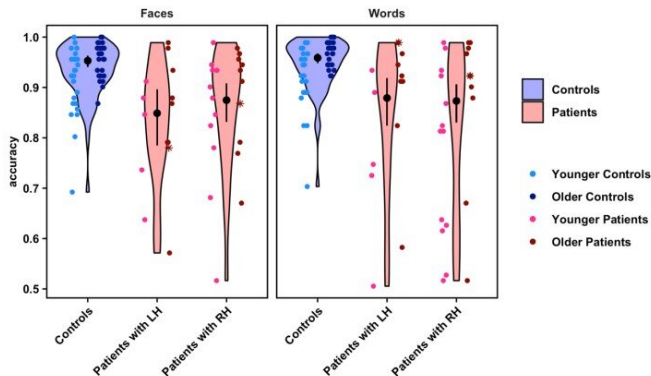 Faces
Words
accuracy
1.0
0.9
0.8
0.7
0.6
0.5
Controls
Patients with LH
Patients with RH
Controls
Patients with LH
Patients with RH
Controls
Patients
Younger Controls
Older Controls
Younger Patients
Older Patients